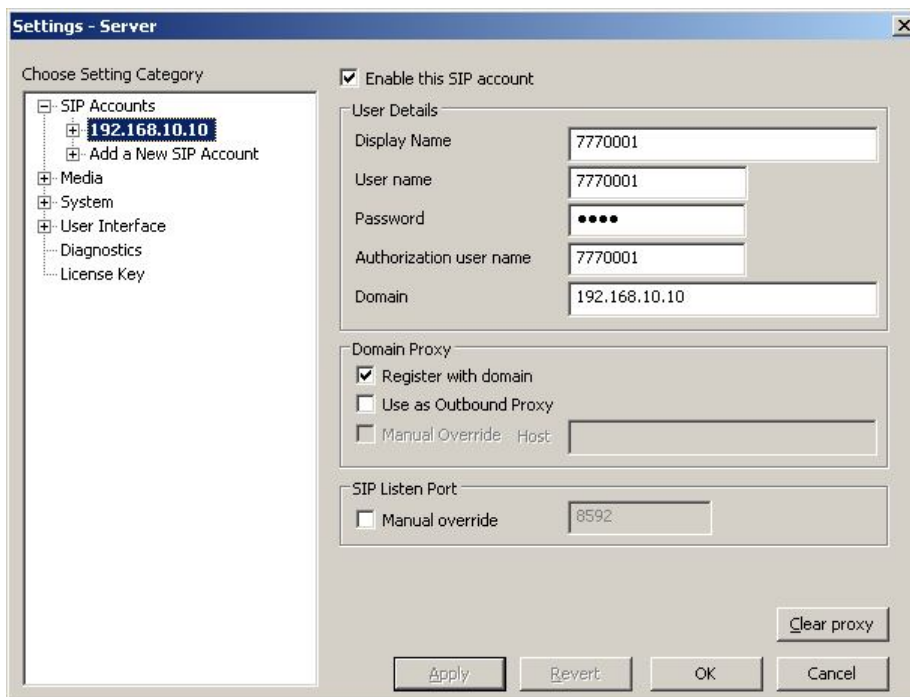 Settings - Server
Choose Setting Category
SIP Accounts
192.168.10.10
Add a New SIP Account
Media
System
User Interface
Diagnostics
License Key
Enable this SIP account
User Details
Display Name 7770001
User name 7770001
Password ••••
Authorization user name 7770001
Domain 192.168.10.10
Domain Proxy
Register with domain
Use as Outbound Proxy
Manual Override Host
SIP Listen Port
Manual override 8592
Clear proxy
Apply Revert OK Cancel